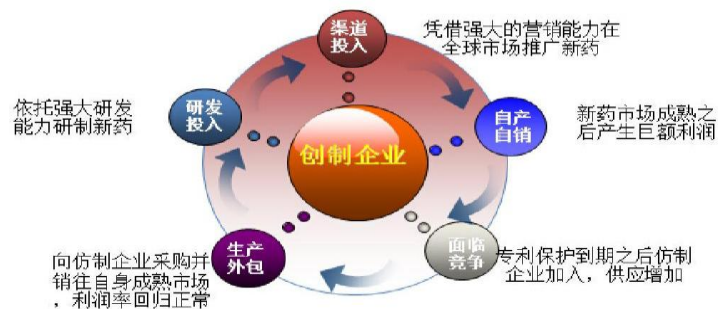 渠道
投入
凭借强大的营销能力在
全球市场推广新药
依托强大研发
能力研制新药
研发
投入
自产
自销
新药市场成熟之
后产生巨额利润
创制企业
生产
外包
向仿制企业采购并
销往自身成熟市场
，利润率回归正常
面临
竞争
专利保护到期之后仿制
企业加入，供应增加